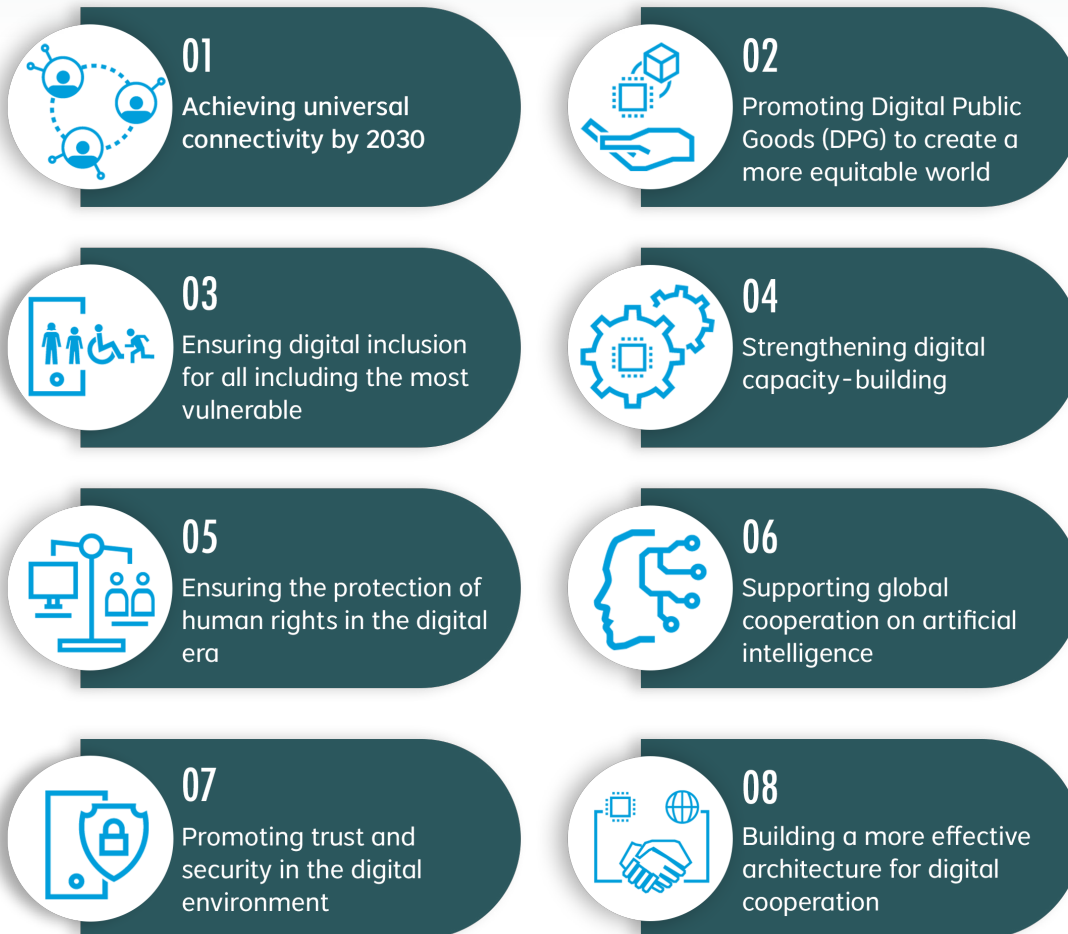 01
Achieving universal
connectivity by 2030
02
Promoting Digital Public
Goods (DPG) to create a
more equitable world
03
Ensuring digital inclusion
for all including the most
vulnerable
04
Strengthening digital
capacity-building
05
Ensuring the protection of
human rights in the digital
era
06
Supporting global
cooperation on artificial
intelligence
07
Promoting trust and
security in the digital
environment
08
Building a more effective
architecture for digital
cooperation